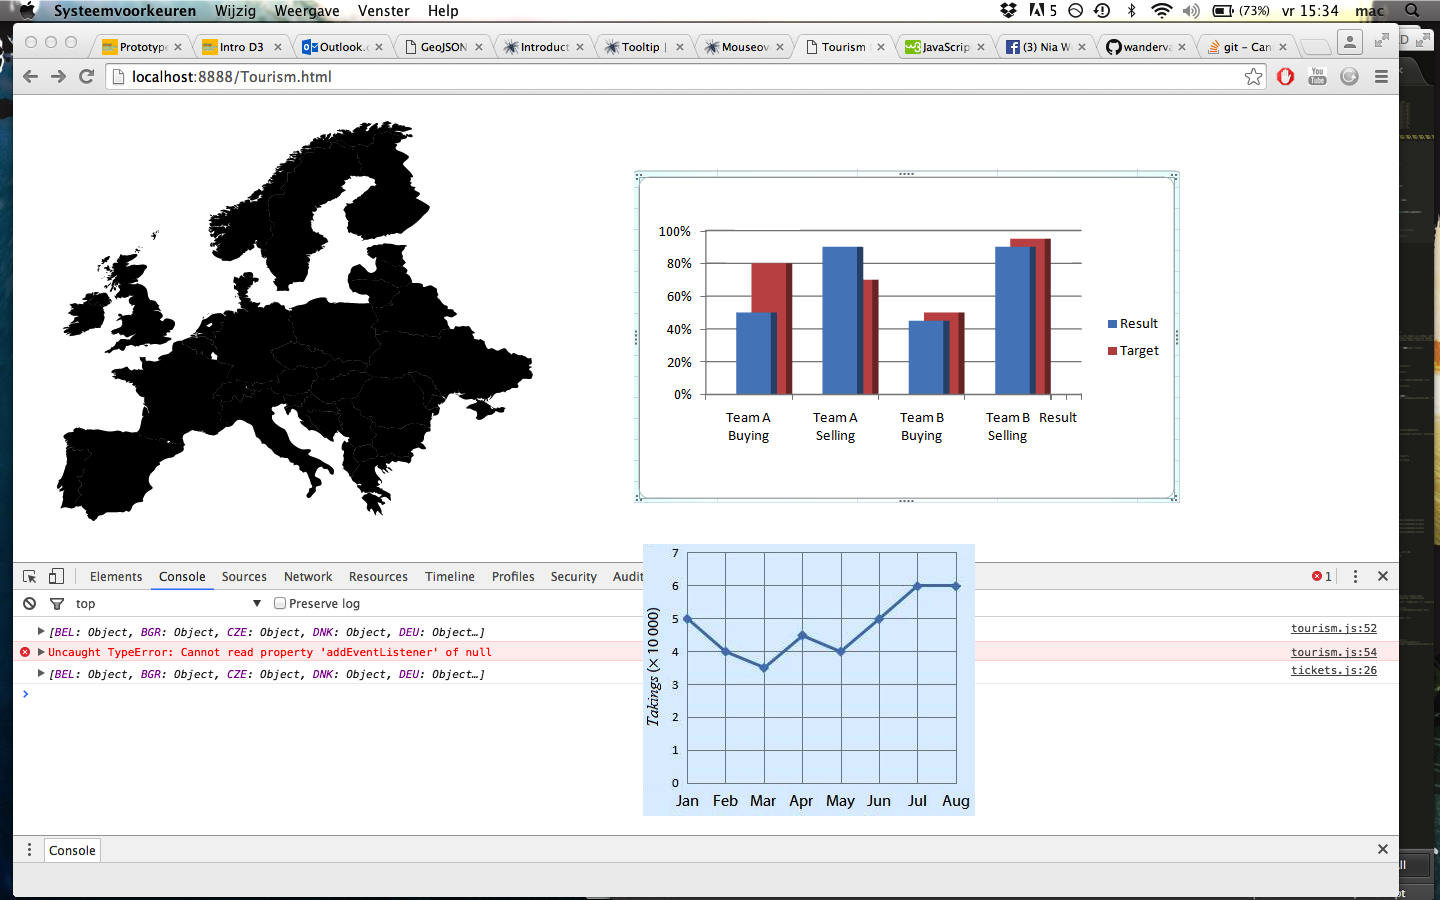 Systeemvoorkeuren Wijzig Weergave Venster Help 5 (73%) vr 15:34 mac
Prototype Intro D3 Outlook.c GeoJSON Introduct Tooltip | Mouseov Tourism JavaScrip (3) Nia W wanderva git - Can
localhost:8888/Tourism.html
You
Tube
100%
80%
60%
40%
20%
0%
Team A
Buying
Team A
Selling
Team B
Buying
Team B
Selling
Result
Result
Target
Elements Console Sources Network Resources Timeline Profiles Security Audit
1
top Preserve log
[BEL: Object, BGR: Object, CZE: Object, DNK: Object, DEU: Object…] tourism.js:52
Uncaught TypeError: Cannot read property 'addEventListener' of null tourism.js:54
[BEL: Object, BGR: Object, CZE: Object, DNK: Object, DEU: Object…] tickets.js:26
Takings (× 10 000)
7
6
5
4
3
2
1
0
Jan Feb Mar Apr May Jun Jul Aug
Console